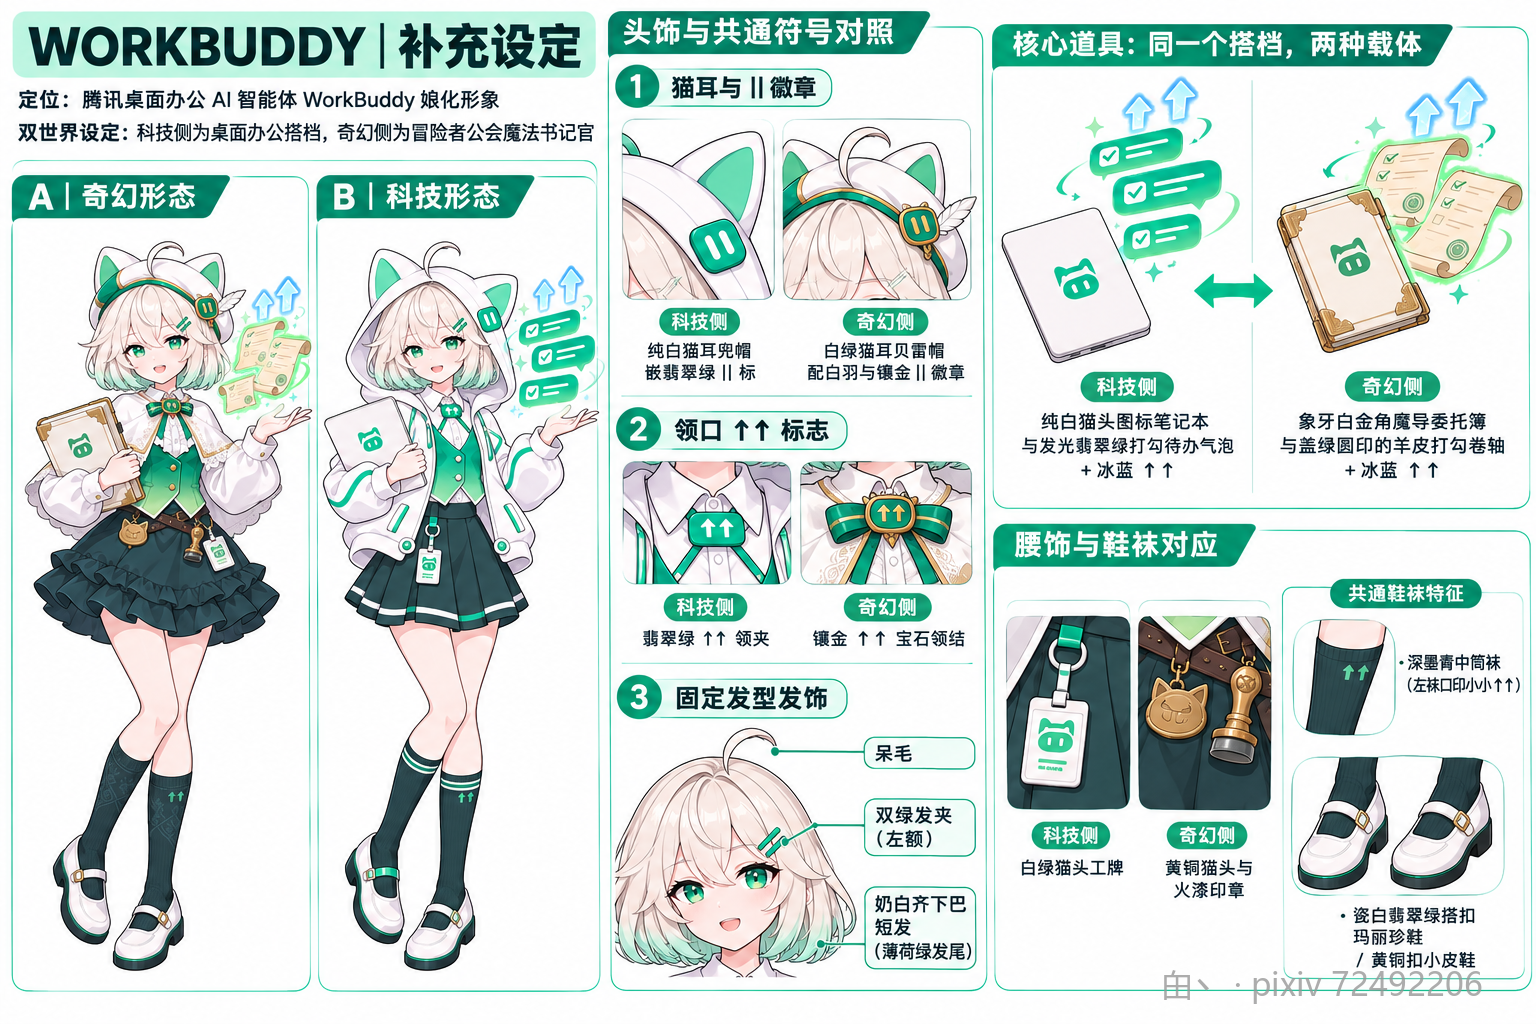 WORKBUDDY | 补充设定
定位：腾讯桌面办公 AI 智能体 WorkBuddy 娘化形象
双世界设定：科技侧为桌面办公搭档，奇幻侧为冒险者公会魔法书记官
A | 奇幻形态
B | 科技形态
头饰与共通符号对照
1 猫耳与 || 徽章
科技侧
纯白猫耳兜帽
嵌翡翠绿 || 标
奇幻侧
白绿猫耳贝雷帽
配白羽与镶金 || 徽章
2 领口 ↑↑ 标志
科技侧
翡翠绿 ↑↑ 领夹
奇幻侧
镶金 ↑↑ 宝石领结
3 固定发型发饰
呆毛
双绿发夹
（左额）
奶白齐下巴
短发
（薄荷绿发尾）
核心道具：同一个搭档，两种载体
科技侧
纯白猫头图标笔记本
与发光翡翠绿打勾待办气泡
+ 冰蓝 ↑↑
奇幻侧
象牙白金角魔导委托簿
与盖绿圆印的羊皮打勾卷轴
+ 冰蓝 ↑↑
腰饰与鞋袜对应
科技侧
白绿猫头工牌
奇幻侧
黄铜猫头与
火漆印章
共通鞋袜特征
·深墨青中筒袜
（左袜口印小小↑↑）
· 瓷白翡翠绿搭扣
玛丽珍鞋
/ 黄铜扣小皮鞋
由丶 · pixiv 72492206